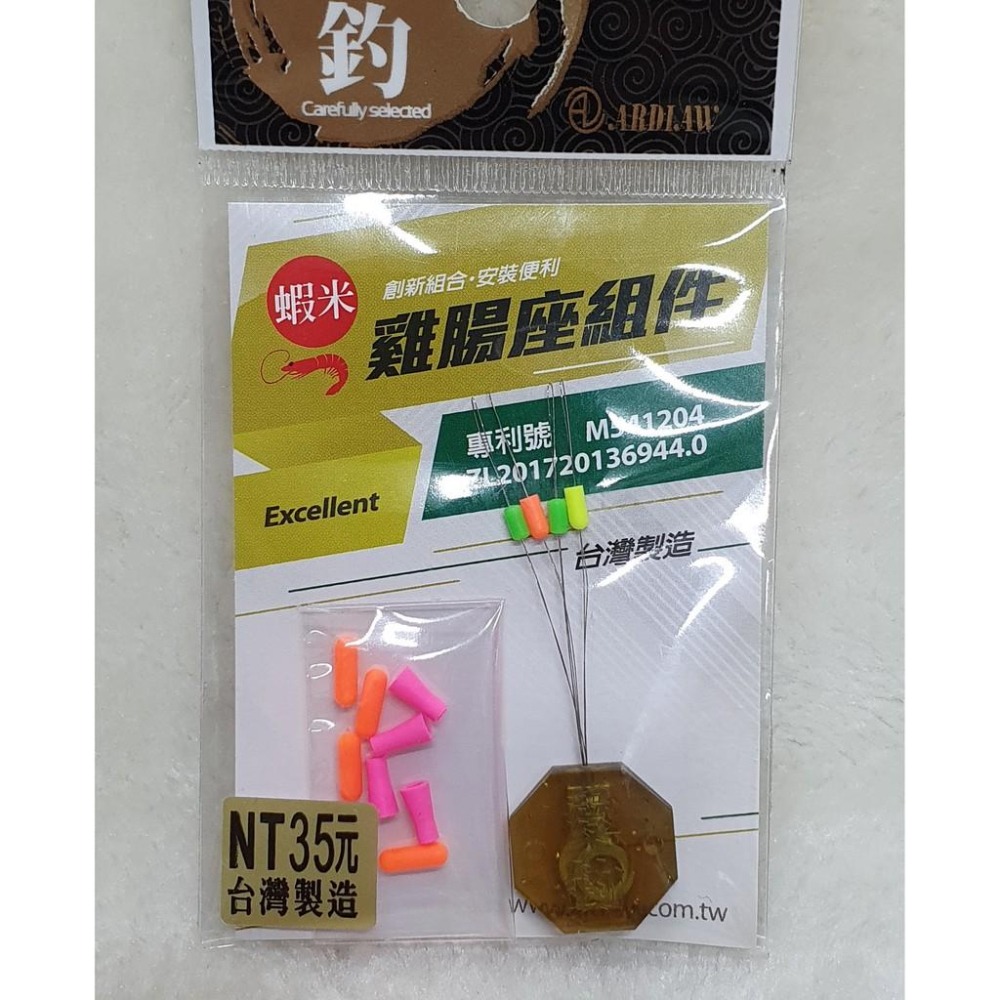 釣
Carefully selected
ARDLAW
蝦米
創新組合·安裝便利
雞腸座組件
專利號 M541204
ZL201720136944.0
Excellent
台灣製造
NT35元
台灣製造
.com.tw